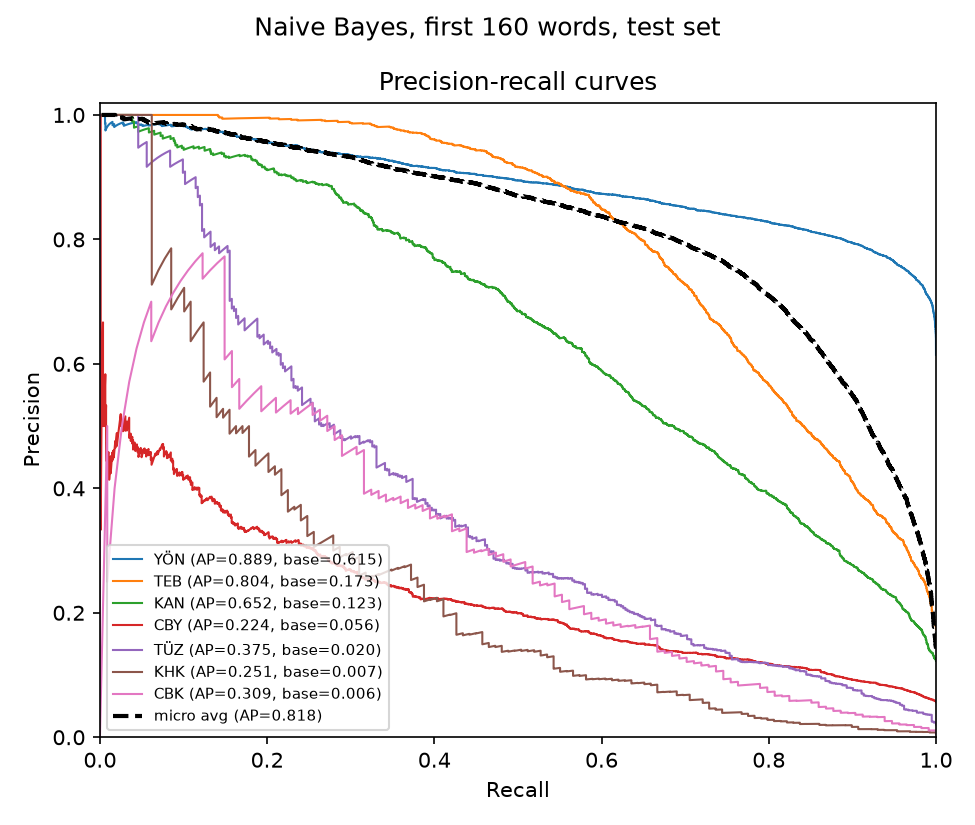 Naive Bayes, first 160 words, test set
Precision-recall curves
Precision
1.0
0.8
0.6
0.4
0.2
0.0
YÖN (AP=0.889, base=0.615)
TEB (AP=0.804, base=0.173)
KAN (AP=0.652, base=0.123)
CBY (AP=0.224, base=0.056)
TÜZ (AP=0.375, base=0.020)
KHK (AP=0.251, base=0.007)
CBK (AP=0.309, base=0.006)
micro avg (AP=0.818)
0.0 0.2 0.4 0.6 0.8 1.0
Recall